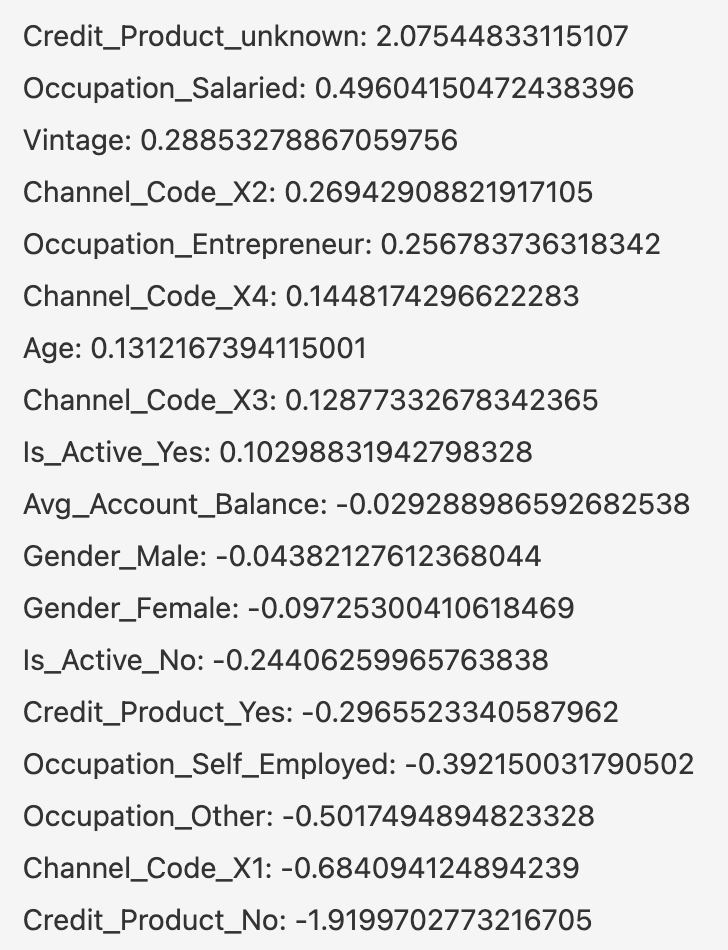 Credit_Product_unknown: 2.07544833115107
Occupation_Salaried: 0.49604150472438396
Vintage: 0.28853278867059756
Channel_Code_X2: 0.26942908821917105
Occupation_Entrepreneur: 0.256783736318342
Channel_Code_X4: 0.1448174296622283
Age: 0.1312167394115001
Channel_Code_X3: 0.12877332678342365
Is_Active_Yes: 0.10298831942798328
Avg_Account_Balance: -0.029288986592682538
Gender_Male: -0.04382127612368044
Gender_Female: -0.09725300410618469
Is_Active_No: -0.24406259965763838
Credit_Product_Yes: -0.2965523340587962
Occupation_Self_Employed: -0.392150031790502
Occupation_Other: -0.5017494894823328
Channel_Code_X1: -0.684094124894239
Credit_Product_No: -1.9199702773216705